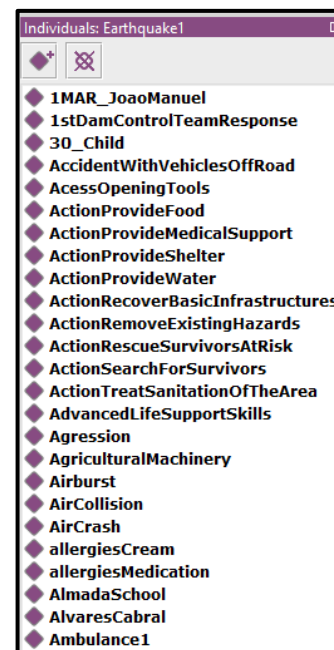 Individuals: Earthquake1
1MAR_JoaoManuel
1stDamControlTeamResponse
30_Child
AccidentWithVehiclesOffRoad
AcessOpeningTools
ActionProvideFood
ActionProvideMedicalSupport
ActionProvideShelter
ActionProvideWater
ActionRecoverBasicInfrastructures
ActionRemoveExistingHazards
ActionRescueSurvivorsAtRisk
ActionSearchForSurvivors
ActionTreatSanitationOfTheArea
AdvancedLifeSupportSkills
Agression
AgriculturalMachinery
Airburst
AirCollision
AirCrash
allergiesCream
allergiesMedication
AlmadaSchool
AlvaresCabral
Ambulance1